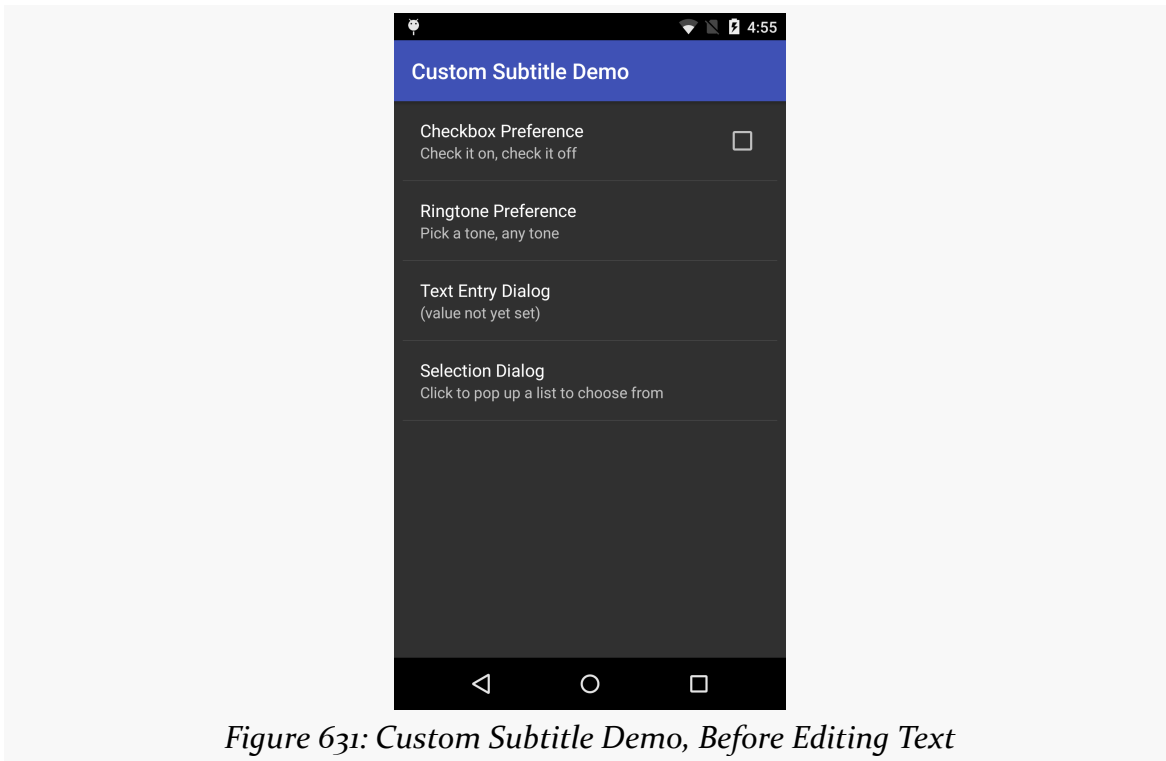 4:55
Custom Subtitle Demo
Checkbox Preference
Check it on, check it off
Ringtone Preference
Pick a tone, any tone
Text Entry Dialog
(value not yet set)
Selection Dialog
Click to pop up a list to choose from
Figure 631: Custom Subtitle Demo, Before Editing Text